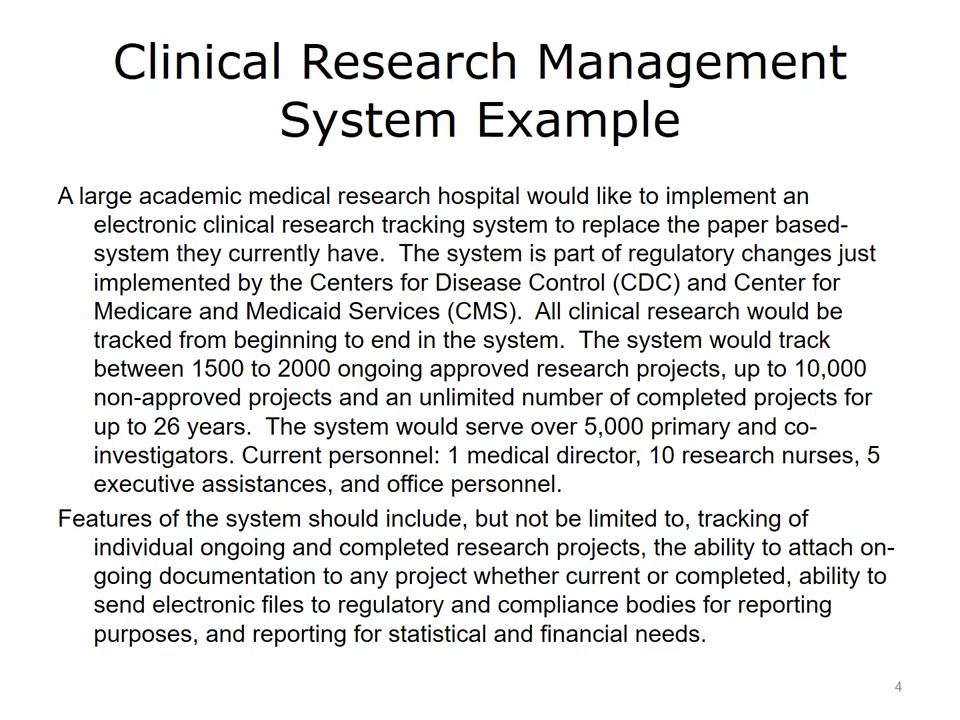 Clinical Research Management
System Example
A large academic medical research hospital would like to implement an
electronic clinical research tracking system to replace the paper based-
system they currently have.  The system is part of regulatory changes just
implemented by the Centers for Disease Control (CDC) and Center for
Medicare and Medicaid Services (CMS).  All clinical research would be
tracked from beginning to end in the system.  The system would track
between 1500 to 2000 ongoing approved research projects, up to 10,000
non-approved projects and an unlimited number of completed projects for
up to 26 years.  The system would serve over 5,000 primary and co-
investigators. Current personnel: 1 medical director, 10 research nurses, 5
executive assistances, and office personnel.
Features of the system should include, but not be limited to, tracking of
individual ongoing and completed research projects, the ability to attach on-
going documentation to any project whether current or completed, ability to
send electronic files to regulatory and compliance bodies for reporting
purposes, and reporting for statistical and financial needs.
4